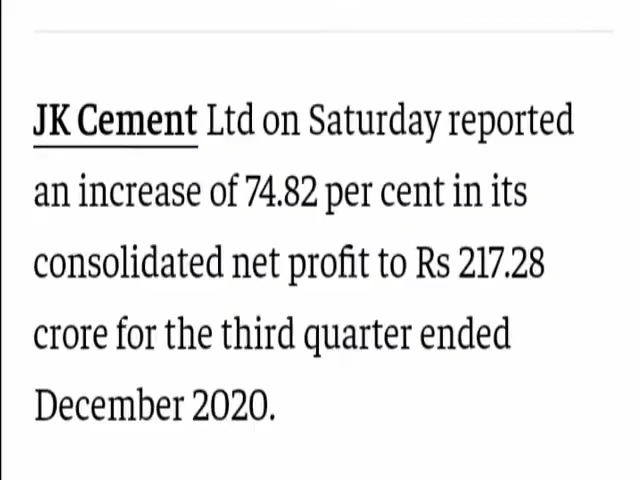 JK Cement Ltd on Saturday reported
an increase of 74.82 per cent in its
consolidated net profit to Rs 217.28
crore for the third quarter ended
December 2020.